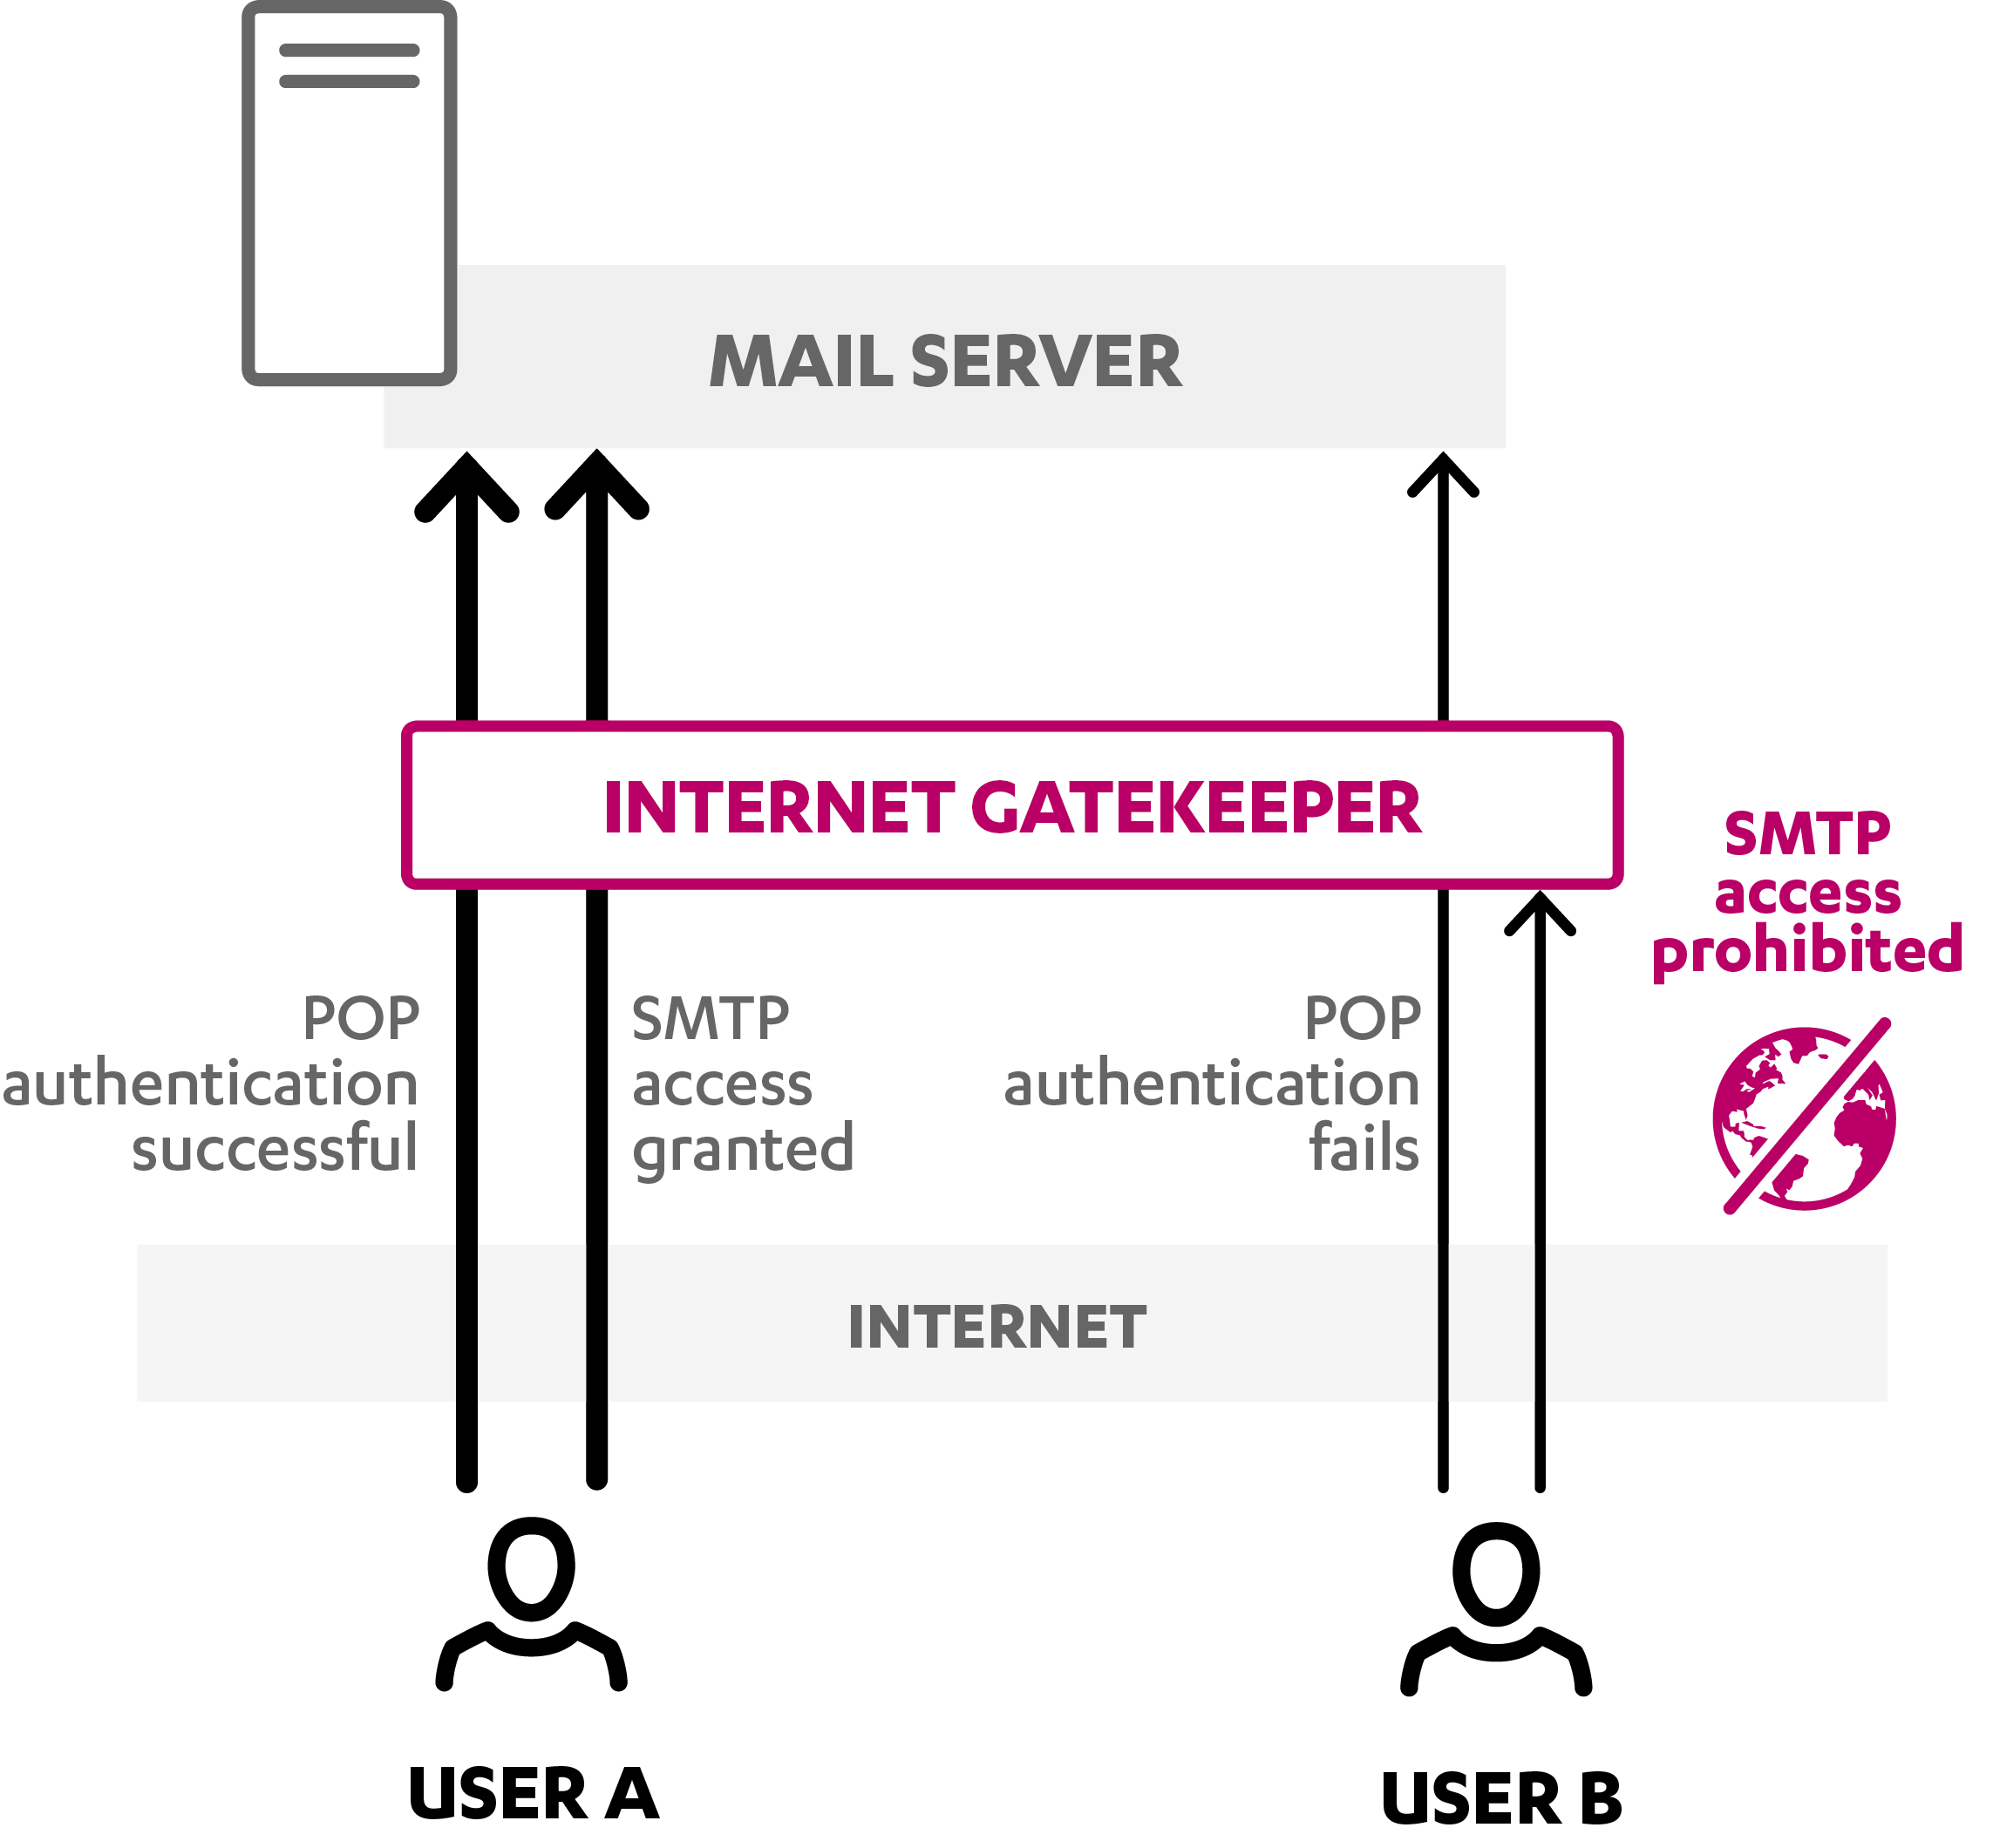 MAIL SERVER
INTERNET GATEKEEPER
SMTP
access
prohibited
POP
authentication
successful
SMTP
access
granted
POP
authentication
fails
INTERNET
USER A
USER B